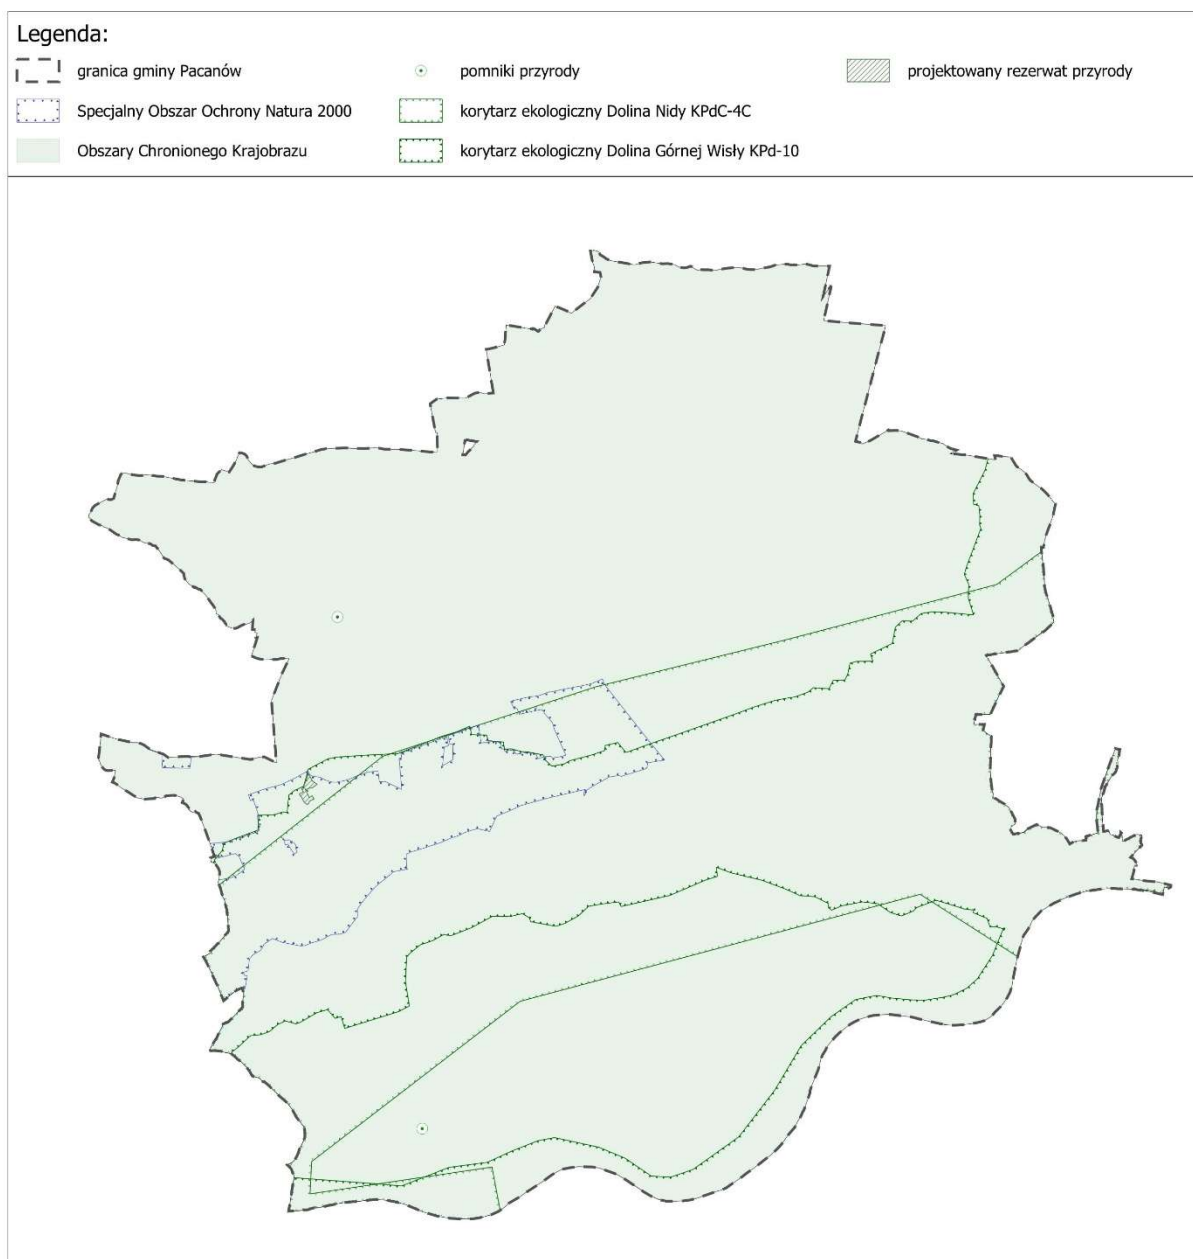 Legenda:
granica gminy Pacanów
pomniki przyrody
projektowany rezerwat przyrody
Specjalny Obszar Ochrony Natura 2000
korytarz ekologiczny Dolina Nidy KPdC-4C
Obszary Chronionego Krajobrazu
korytarz ekologiczny Dolina Górnej Wisły KPd-10